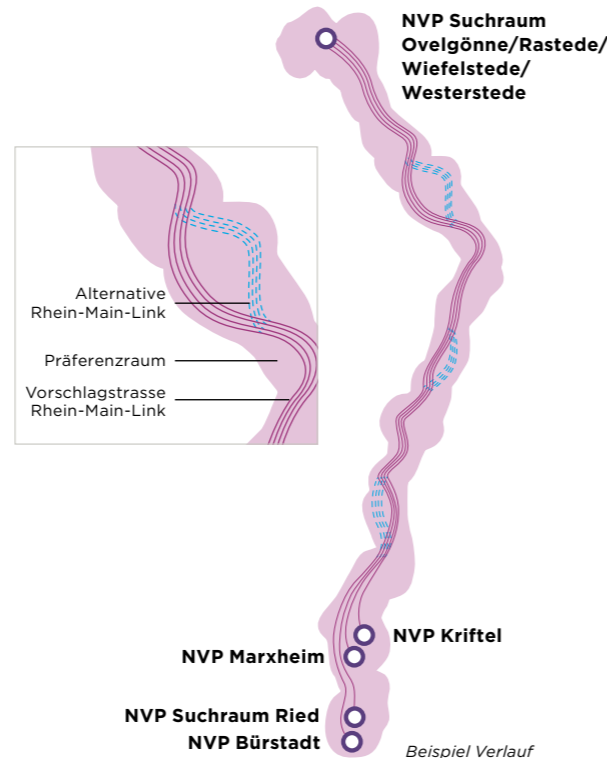 NVP Suchraum
Ovelgönne/Rastede/
Wiefelstede/
Westerstede
Alternative
Rhein-Main-Link
Präferenzraum
Vorschlagstrasse
Rhein-Main-Link
NVP Kriftel
NVP Marxheim
NVP Suchraum Ried
NVP Bürstadt
Beispiel Verlauf